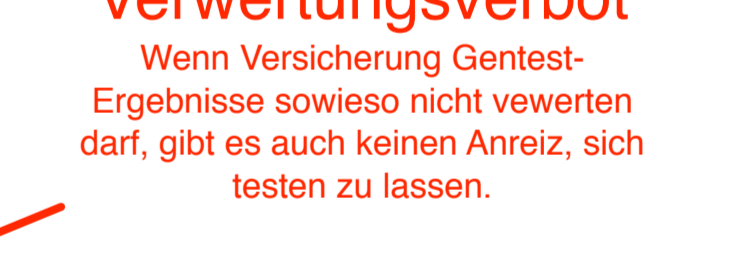 Verwertungsverbot
Wenn Versicherung Gentest-
Ergebnisse sowieso nicht vewerten
darf, gibt es auch keinen Anreiz, sich
testen zu lassen.